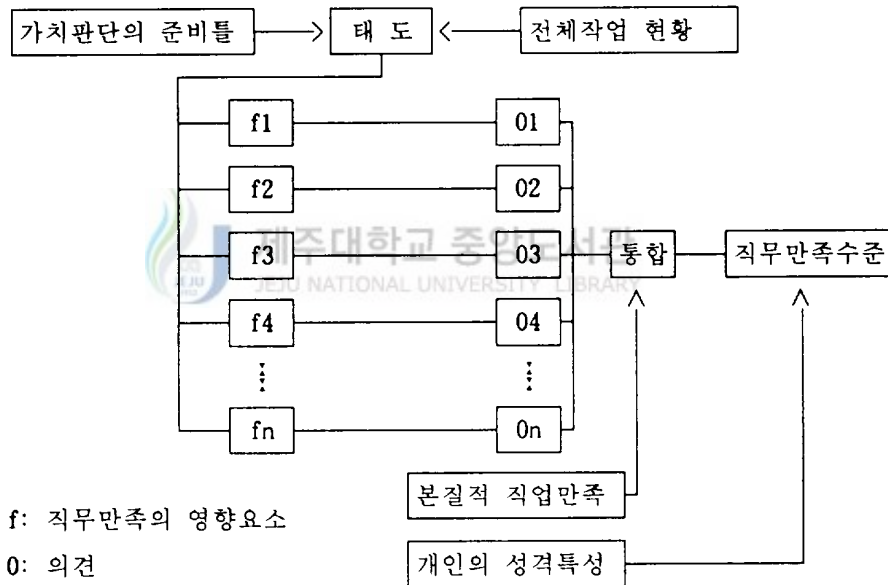 가치판단의 준비틀
태 도
전체작업 현황
f1
01
f2
02
f3
03
통합
직무만족수준
f4
04
fn
0n
제주대학교 중앙도서관
JEJU NATIONAL UNIVERSITY LIBRARY
JEJU
1952
본질적 직업만족
f: 직무만족의 영향요소
개인의 성격특성
0: 의견